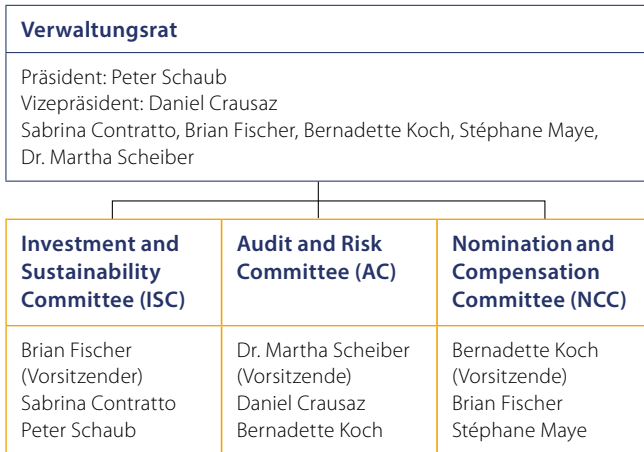 Verwaltungsrat
Präsident: Peter Schaub
Vizepräsident: Daniel Crausaz
Sabrina Contratto, Brian Fischer, Bernadette Koch, Stéphane Maye,
Dr. Martha Scheiber
Investment and
Sustainability
Committee (ISC)
Brian Fischer
(Vorsitzender)
Sabrina Contratto
Peter Schaub
Audit and Risk
Committee (AC)
Dr. Martha Scheiber
(Vorsitzende)
Daniel Crausaz
Bernadette Koch
Nomination and
Compensation
Committee (NCC)
Bernadette Koch
(Vorsitzende)
Brian Fischer
Stéphane Maye